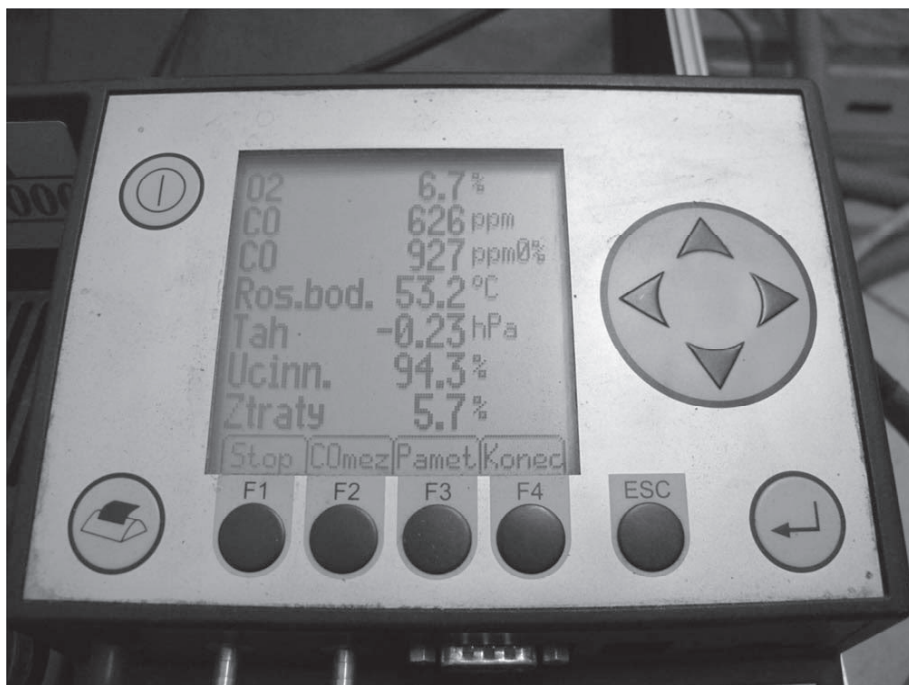 000
O2 6.7 %
CO 626 ppm
CO 927 ppm0%
Ros.bod. 53.2 °C
Tah -0.23 hPa
Ucinn. 94.3 %
Ztraty 5.7 %
Stop COmez Pamet Konec
F1 F2 F3 F4 ESC